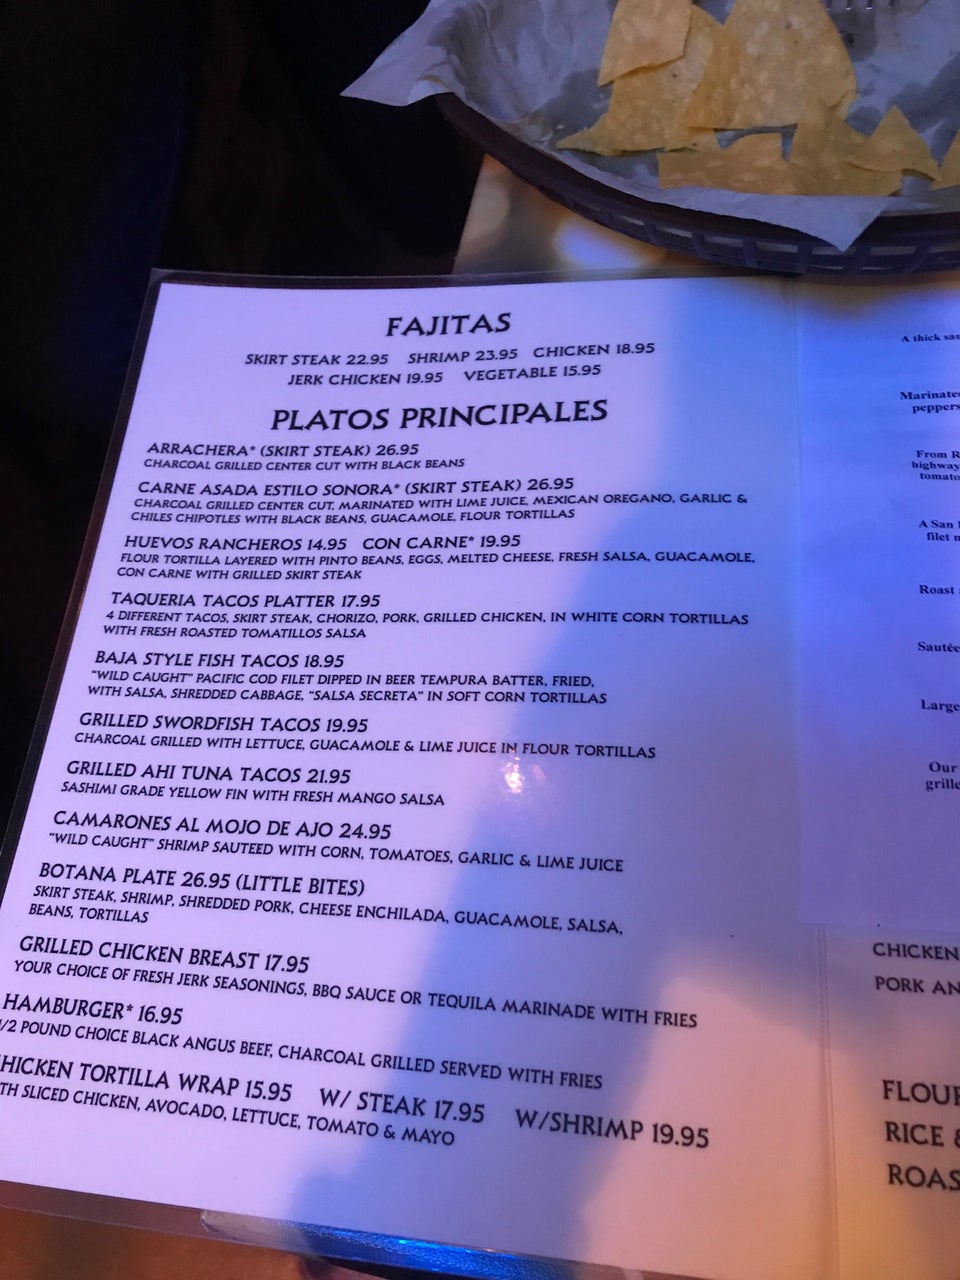 FAJITAS
SKIRT STEAK 22.95 SHRIMP 23.95 CHICKEN 18.95
JERK CHICKEN 19.95 VEGETABLE 15.95
PLATOS PRINCIPALES
ARRACHERA* (SKIRT STEAK) 26.95
CHARCOAL GRILLED CENTER CUT WITH BLACK BEANS
CARNE ASADA ESTILO SONORA* (SKIRT STEAK) 26.95
CHARCOAL GRILLED CENTER CUT, MARINATED WITH LIME JUICE, MEXICAN OREGANO, GARLIC &
CHILES CHIPOTLES WITH BLACK BEANS, GUACAMOLE, FLOUR TORTILLAS
HUEVOS RANCHEROS 14.95 CON CARNE* 19.95
FLOUR TORTILLA LAYERED WITH PINTO BEANS, EGGS, MELTED CHEESE, FRESH SALSA, GUACAMOLE,
CON CARNE WITH GRILLED SKIRT STEAK
TAQUERIA TACOS PLATTER 17.95
4 DIFFERENT TACOS, SKIRT STEAK, CHORIZO, PORK, GRILLED CHICKEN, IN WHITE CORN TORTILLAS
WITH FRESH ROASTED TOMATILLOS SALSA
BAJA STYLE FISH TACOS 18.95
"WILD CAUGHT" PACIFIC COD FILET DIPPED IN BEER TEMPURA BATTER, FRIED,
WITH SALSA, SHREDDED CABBAGE, "SALSA SECRETA" IN SOFT CORN TORTILLAS
GRILLED SWORDFISH TACOS 19.95
CHARCOAL GRILLED WITH LETTUCE, GUACAMOLE & LIME JUICE IN FLOUR TORTILLAS
GRILLED AHI TUNA TACOS 21.95
SASHIMI GRADE YELLOW FIN WITH FRESH MANGO SALSA
CAMARONES AL MOJO DE AJO 24.95
"WILD CAUGHT" SHRIMP SAUTEED WITH CORN, TOMATOES, GARLIC & LIME JUICE
BOTANA PLATE 26.95 (LITTLE BITES)
SKIRT STEAK, SHRIMP, SHREDDED PORK, CHEESE ENCHILADA, GUACAMOLE, SALSA,
BEANS, TORTILLAS
GRILLED CHICKEN BREAST 17.95
YOUR CHOICE OF FRESH JERK SEASONINGS, BBQ SAUCE OR TEQUILA MARINADE WITH FRIES
HAMBURGER* 16.95
1/2 POUND CHOICE BLACK ANGUS BEEF, CHARCOAL GRILLED SERVED WITH FRIES
HICKEN TORTILLA WRAP 15.95 W/ STEAK 17.95 W/SHRIMP 19.95
TH SLICED CHICKEN, AVOCADO, LETTUCE, TOMATO & MAYO
A thick
Marinate
peppers
From
highway
A San
filet
Roast
Sauté
Large
Our
grille
CHICKEN
PORK AN
FLOUR
RICE
ROAS